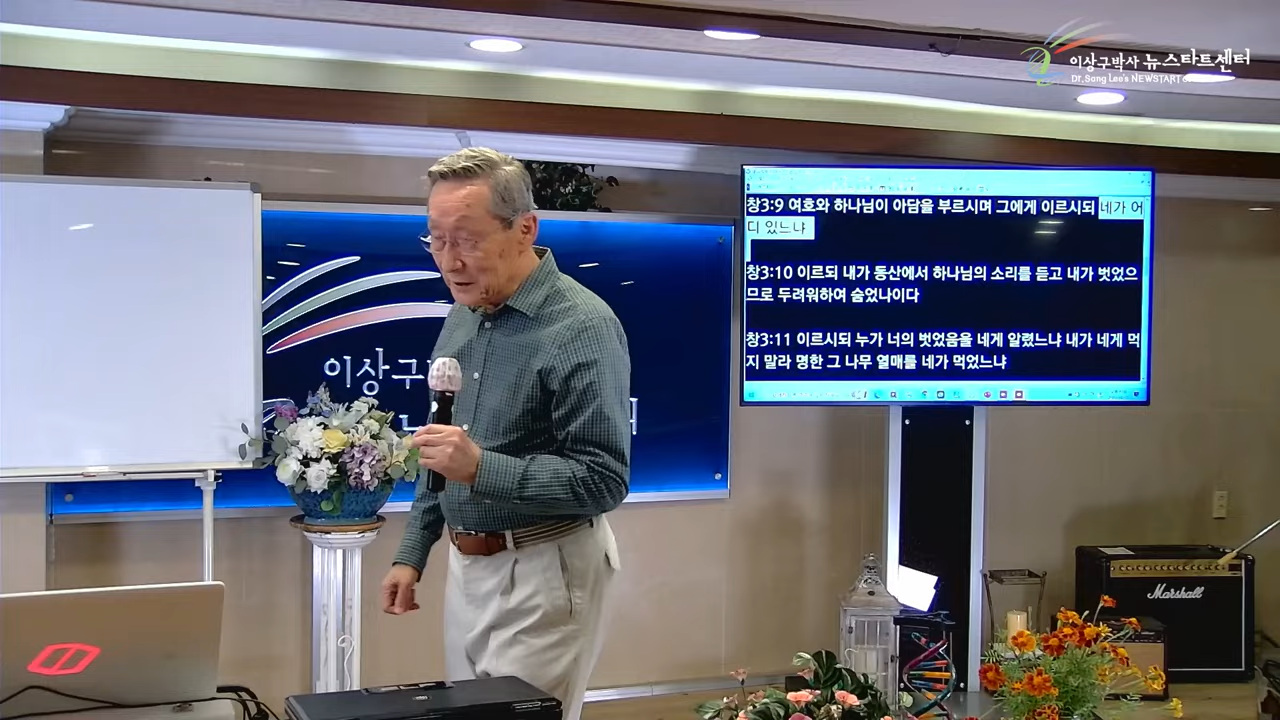 이상구박사 뉴스타트센터
Dr.Sang Lee's NEWSTART
창3:9 여호와 하나님이 아담을 부르시며 그에게 이르시되 네가 어
디 있느냐
창3:10 이르되 내가 동산에서 하나님의 소리를 듣고 내가 벗었으
므로 두려워하여 숨었나이다
창3:11 이르시되 누가 너의 벗었음을 네게 알렸느냐 내가 네게 먹
지 말라 명한 그 나무 열매를 네가 먹었느냐
이상구
Marshall